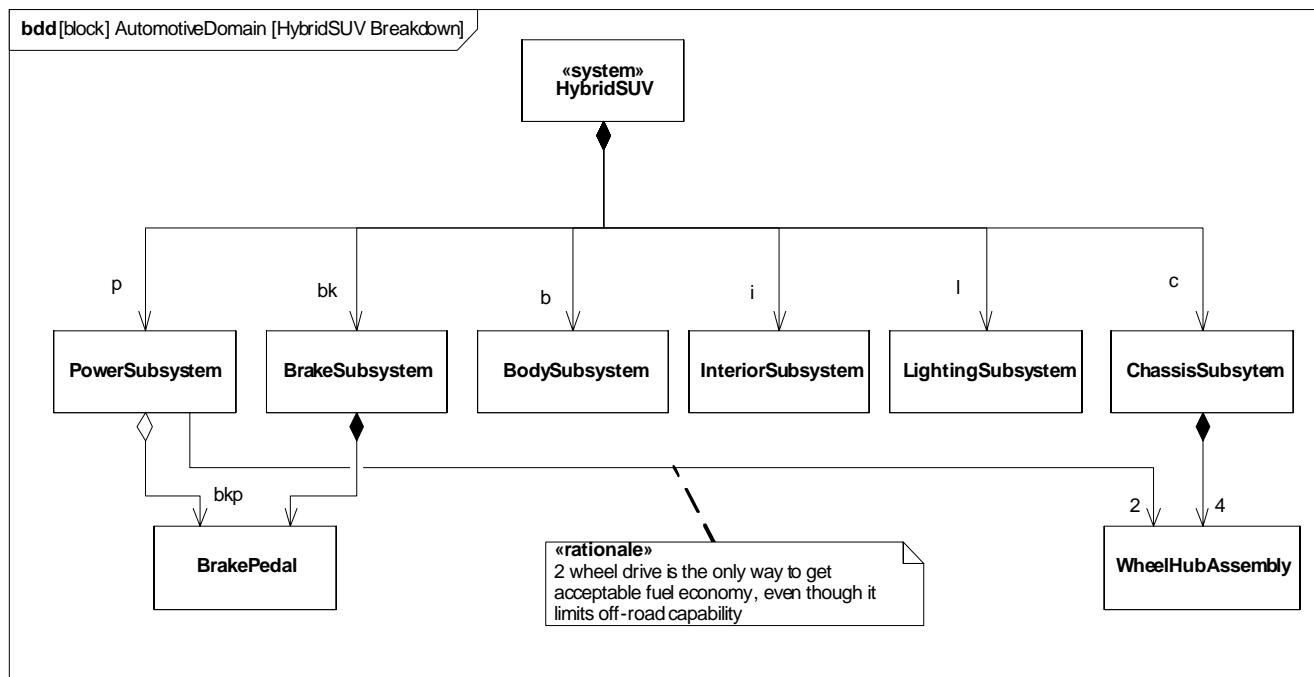 bdd [block] AutomotiveDomain [HybridSUV Breakdown]
«system»
HybridSUV
p
bk
b
i
l
c
PowerSubsystem
BrakeSubsystem
BodySubsystem
InteriorSubsystem
LightingSubsystem
ChassisSubsytem
bkp
2
4
BrakePedal
«rationale»
2 wheel drive is the only way to get
acceptable fuel economy, even though it
limits off-road capability
WheelHubAssembly